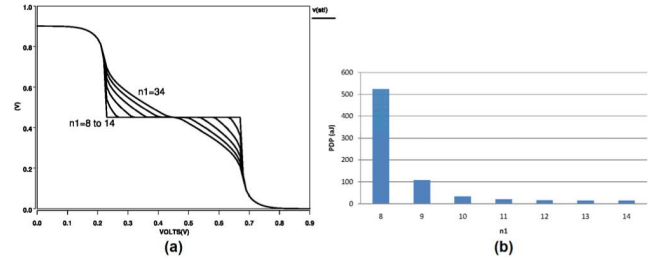 1.0
0.8
0.6
0.4
0.2
0.0
(V)
v(sti)
n1=34
n1=8 to 14
0.0 0.1 0.2 0.3 0.4 0.5 0.6 0.7 0.8 0.9
VOLTS(V)
(a)
600
500
400
300
200
100
0
PDP (aJ)
8 9 10 11 12 13 14
n1
(b)